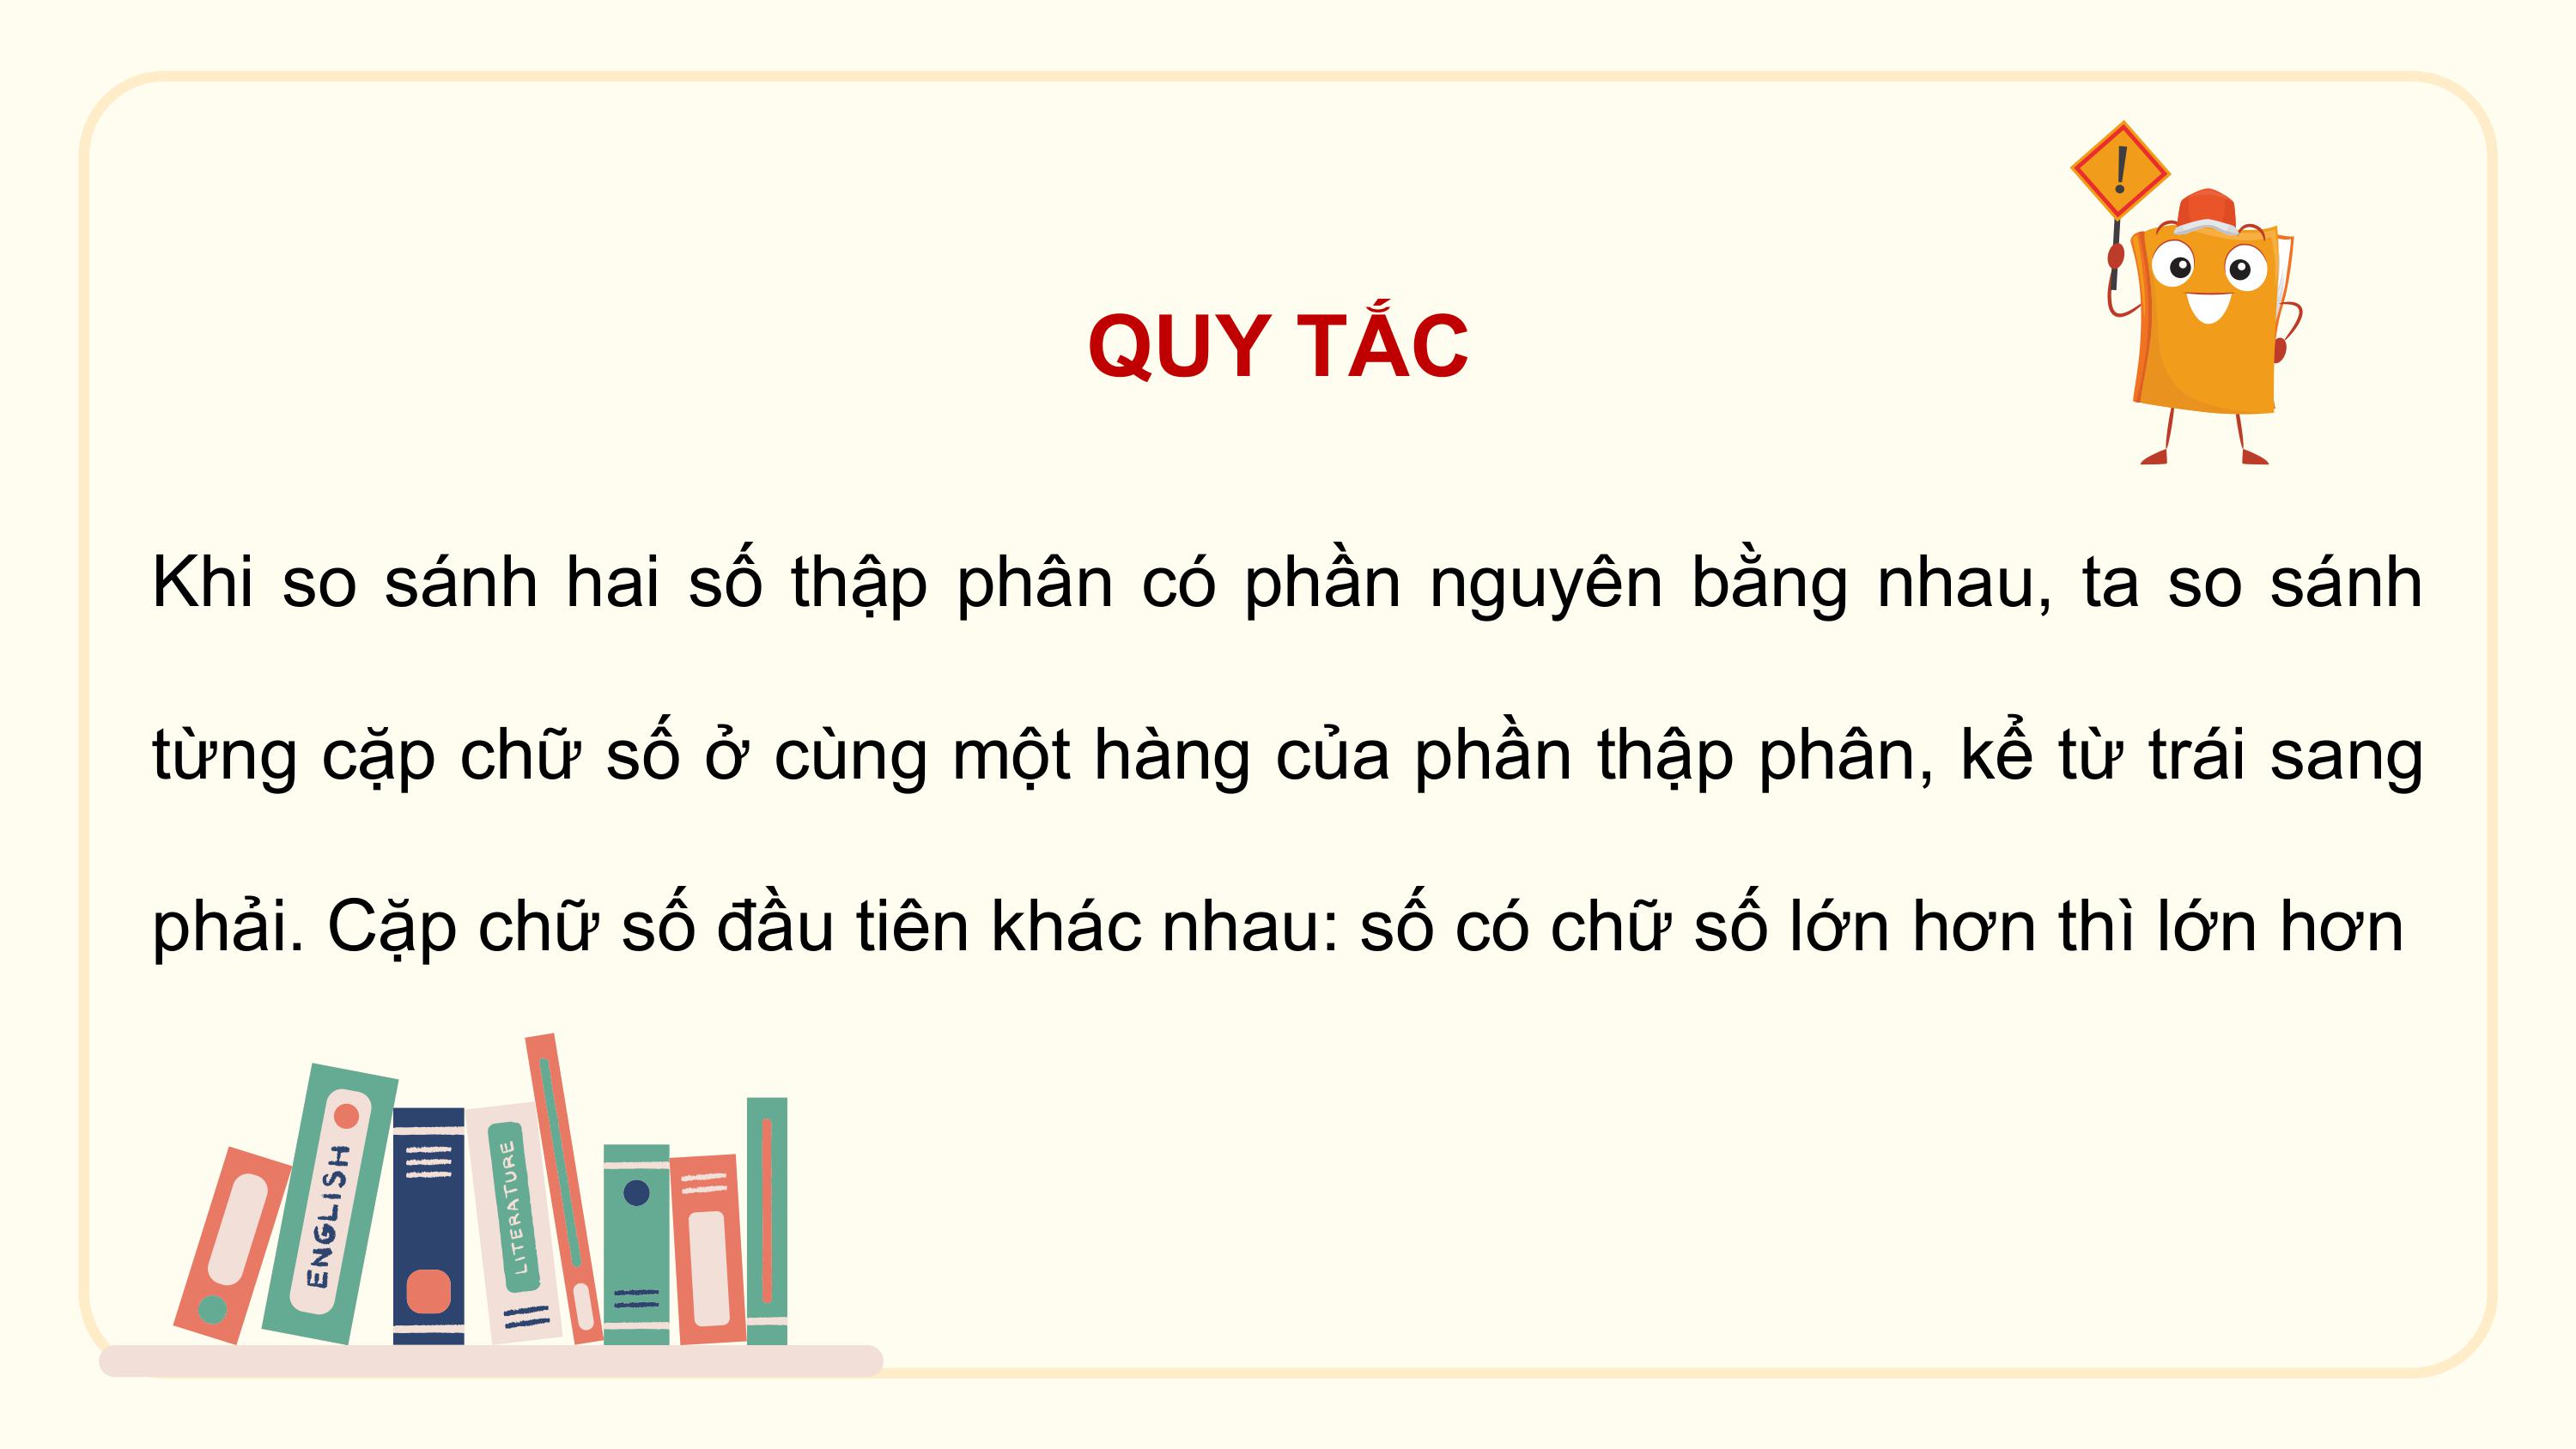 !
QUY TẮC
Khi so sánh hai số thập phân có phần nguyên bằng nhau, ta so sánh
từng cặp chữ số ở cùng một hàng của phần thập phân, kể từ trái sang
phải. Cặp chữ số đầu tiên khác nhau: số có chữ số lớn hơn thì lớn hơn
ENGLISH
LITERATURE